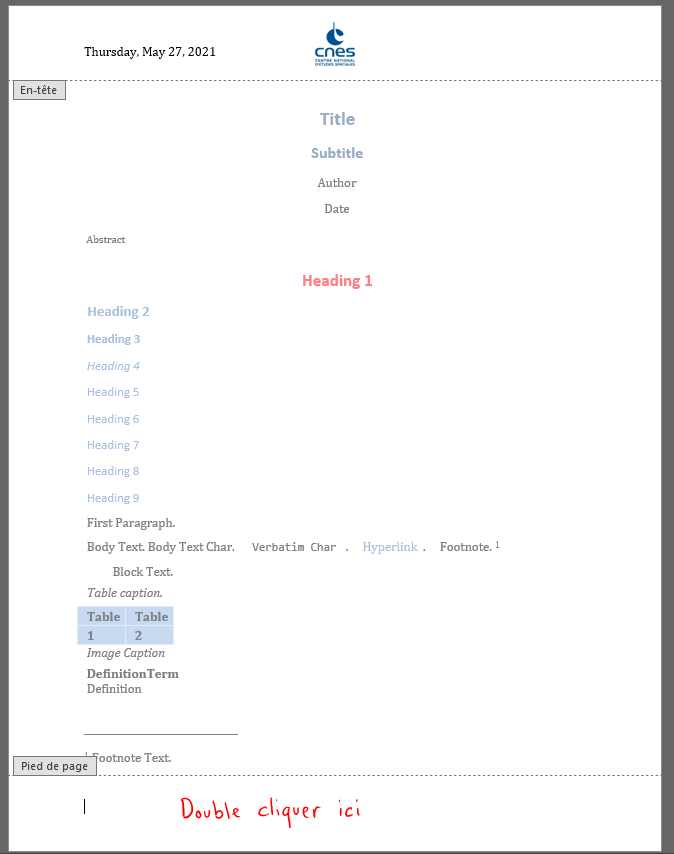 Thursday, May 27, 2021
cnes
CENTRE NATIONAL
D'ÉTUDES SPATIALES
En-tête
Title
Subtitle
Author
Date
Abstract
Heading 1
Heading 2
Heading 3
Heading 4
Heading 5
Heading 6
Heading 7
Heading 8
Heading 9
First Paragraph.
Body Text. Body Text Char. Verbatim Char . Hyperlink . Footnote. 1
Block Text.
Table caption.
Table Table
1 2
Image Caption
DefinitionTerm
Definition
1 Footnote Text.
Pied de page
Double cliquer ici